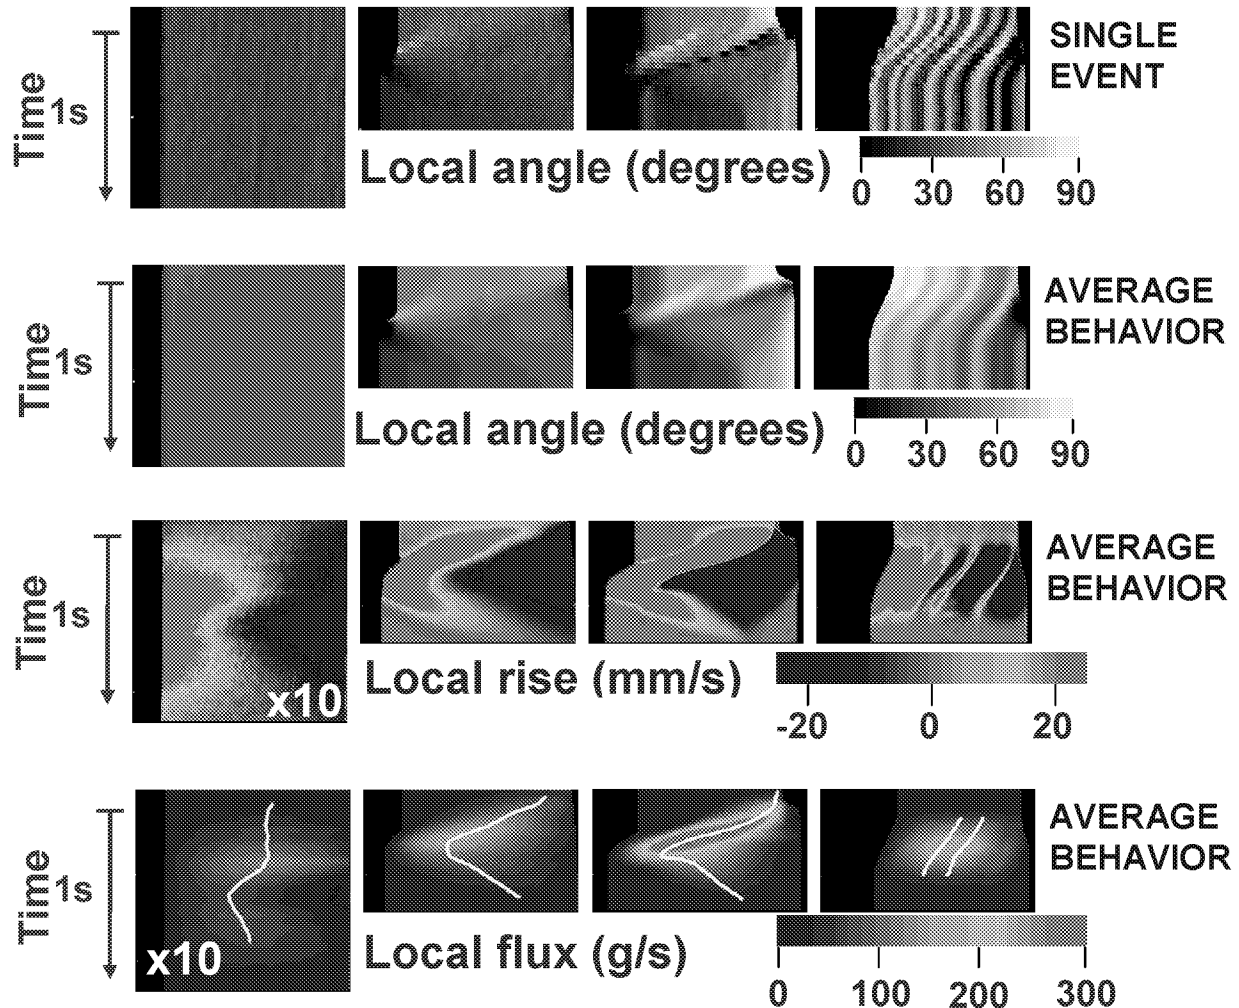 SINGLE
EVENT
Time
1s
Local angle (degrees)
0 30 60 90
AVERAGE
BEHAVIOR
Time
1s
Local angle (degrees)
0 30 60 90
AVERAGE
BEHAVIOR
Time
1s
x10
Local rise (mm/s)
-20 0 20
AVERAGE
BEHAVIOR
Time
1s
x10
Local flux (g/s)
0 100 200 300